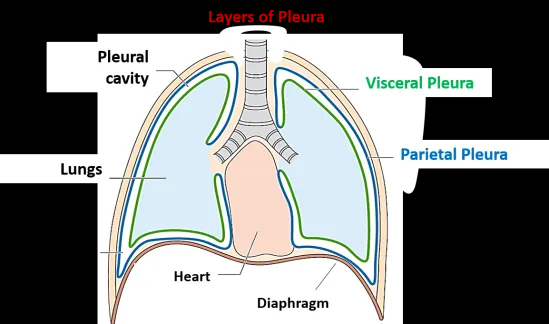 Layers of Pleura
Pleural
cavity
Visceral Pleura
Parietal Pleura
Lungs
Heart
Diaphragm